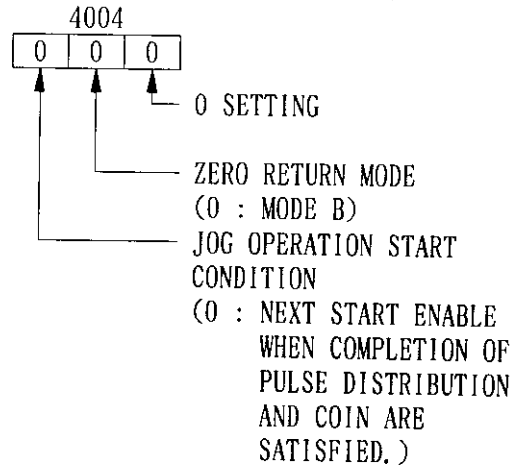 4004
0 0 0
0 SETTING
ZERO RETURN MODE
(0 : MODE B)
JOG OPERATION START
CONDITION
(0 : NEXT START ENABLE
WHEN COMPLETION OF
PULSE DISTRIBUTION
AND COIN ARE
SATISFIED.)